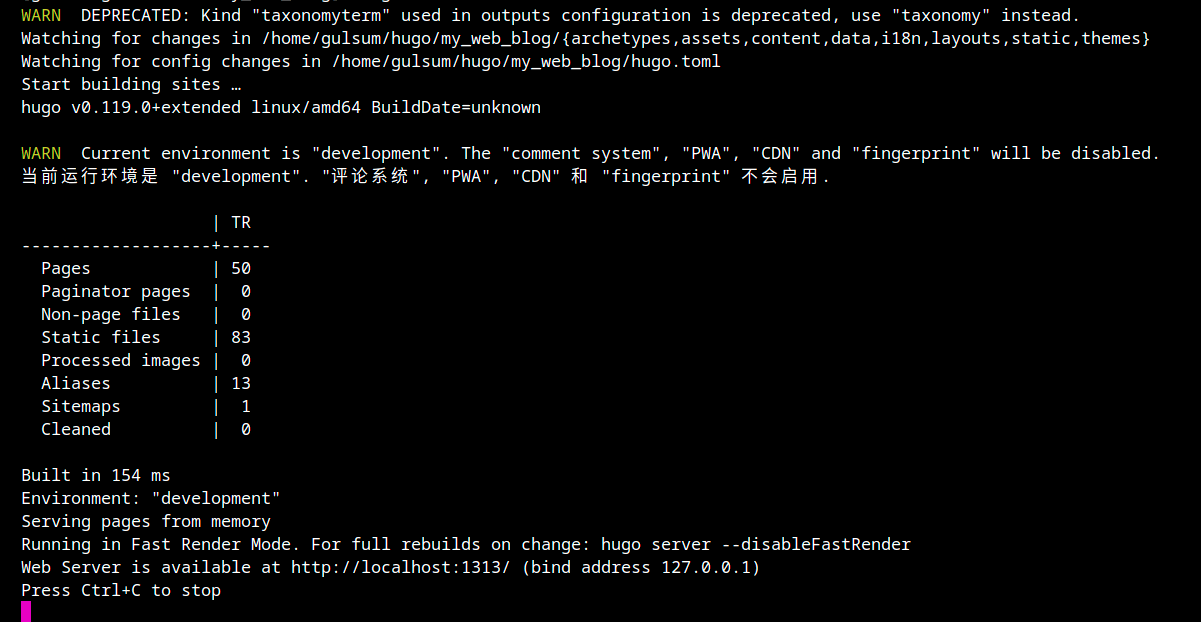 WARN  DEPRECATED: Kind "taxonomyterm" used in outputs configuration is deprecated, use "taxonomy" instead.
Watching for changes in /home/gulsum/hugo/my_web_blog/{archetypes,assets,content,data,i18n,layouts,static,themes}
Watching for config changes in /home/gulsum/hugo/my_web_blog/hugo.toml
Start building sites …
hugo v0.119.0+extended linux/amd64 BuildDate=unknown
WARN  Current environment is "development". The "comment system", "PWA", "CDN" and "fingerprint" will be disabled.
当前运行环境是 "development". "评论系统", "PWA", "CDN" 和 "fingerprint" 不会启用.
                   | TR
-------------------+-----
  Pages            | 50
  Paginator pages  |  0
  Non-page files   |  0
  Static files     | 83
  Processed images |  0
  Aliases          | 13
  Sitemaps         |  1
  Cleaned          |  0
Built in 154 ms
Environment: "development"
Serving pages from memory
Running in Fast Render Mode. For full rebuilds on change: hugo server --disableFastRender
Web Server is available at http://localhost:1313/ (bind address 127.0.0.1)
Press Ctrl+C to stop